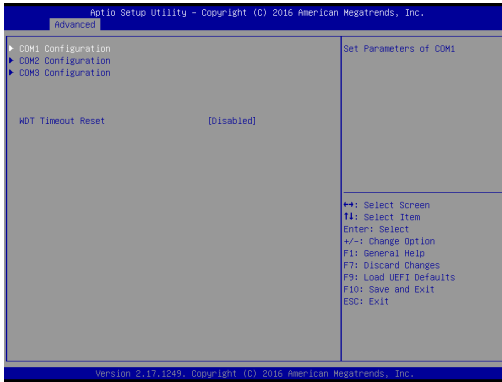 Aptio Setup Utility – Copyright (C) 2016 American Megatrends, Inc.
Advanced
▶ COM1 Configuration
▶ COM2 Configuration
▶ COM3 Configuration
WDT Timeout Reset [Disabled]
Set Parameters of COM1
↔: Select Screen
↑↓: Select Item
Enter: Select
+/-: Change Option
F1: General Help
F7: Discard Changes
F9: Load UEFI Defaults
F10: Save and Exit
ESC: Exit
Version 2.17.1249. Copyright (C) 2016 American Megatrends, Inc.